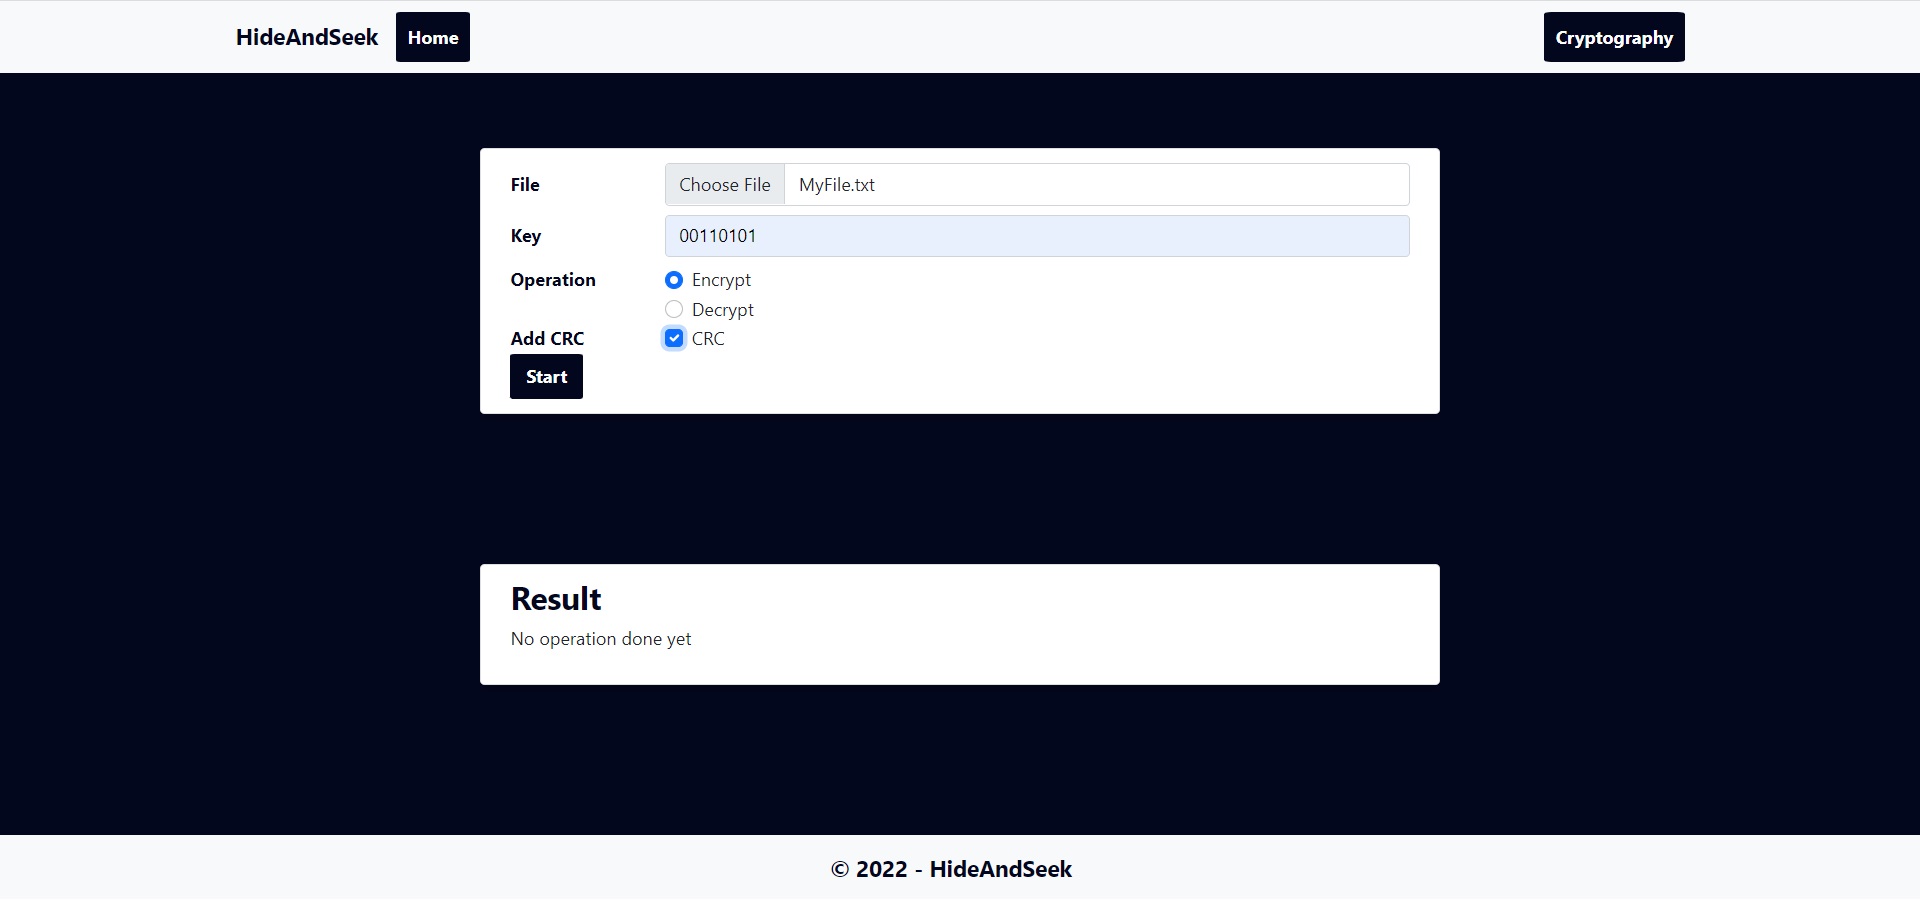 HideAndSeek Home Cryptography
File Choose File MyFile.txt
Key 00110101
Operation Encrypt
Decrypt
Add CRC CRC
Start
Result
No operation done yet
© 2022 - HideAndSeek